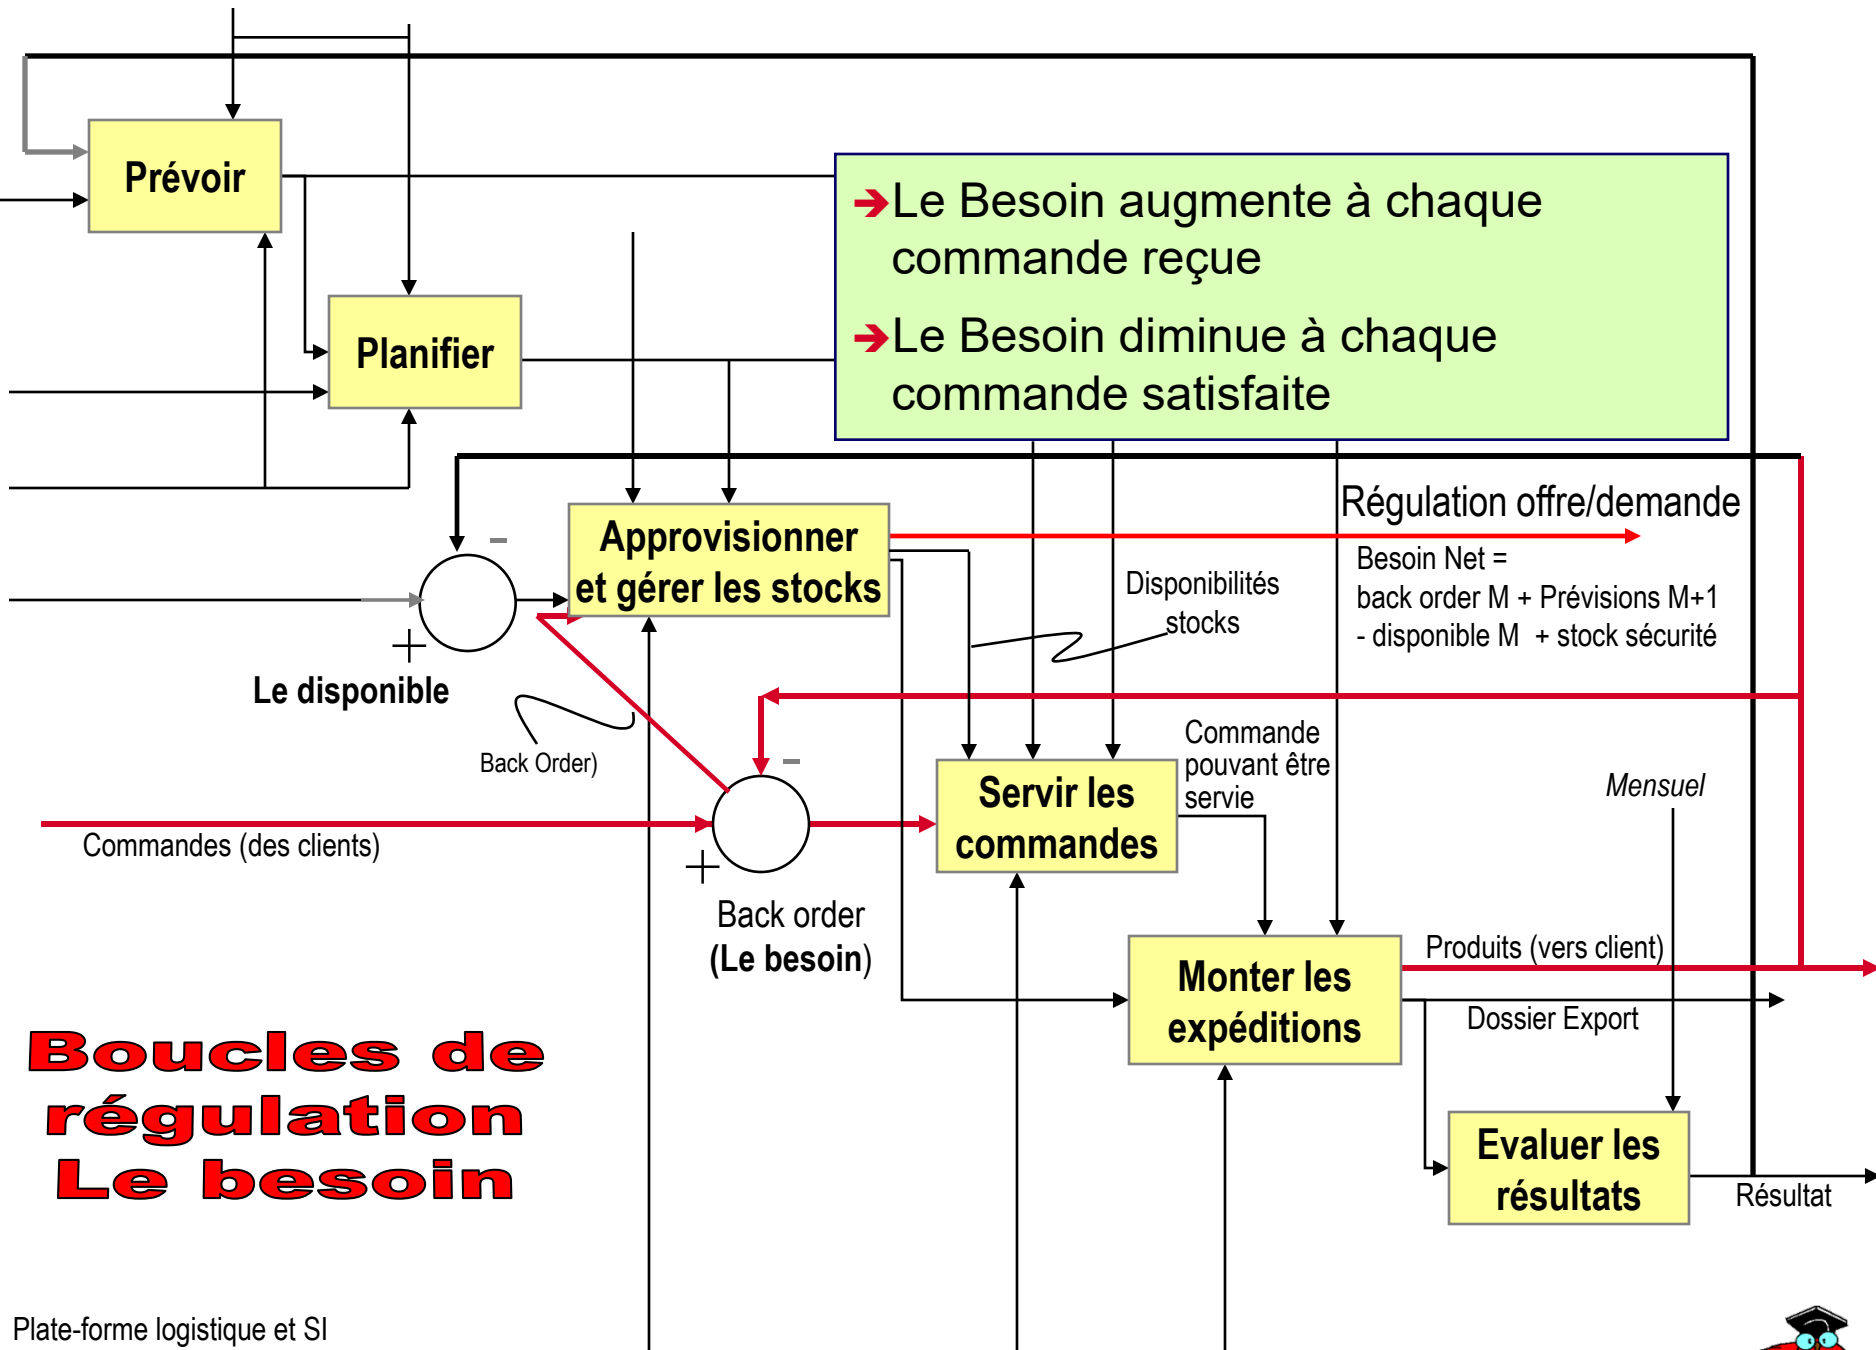 Prévoir
➔Le Besoin augmente à chaque
commande reçue
➔Le Besoin diminue à chaque
commande satisfaite
Planifier
Régulation offre/demande
Approvisionner
et gérer les stocks
-
Besoin Net =
back order M + Prévisions M+1
- disponible M + stock sécurité
Disponibilités
stocks
+
Le disponible
Back Order)
Commande
pouvant être
servie
-
Servir les
commandes
Mensuel
Commandes (des clients)
+
Back order
(Le besoin)
Produits (vers client)
Monter les
expéditions
Dossier Export
Boucles de
régulation
Le besoin
Evaluer les
résultats
Résultat
Plate-forme logistique et SI